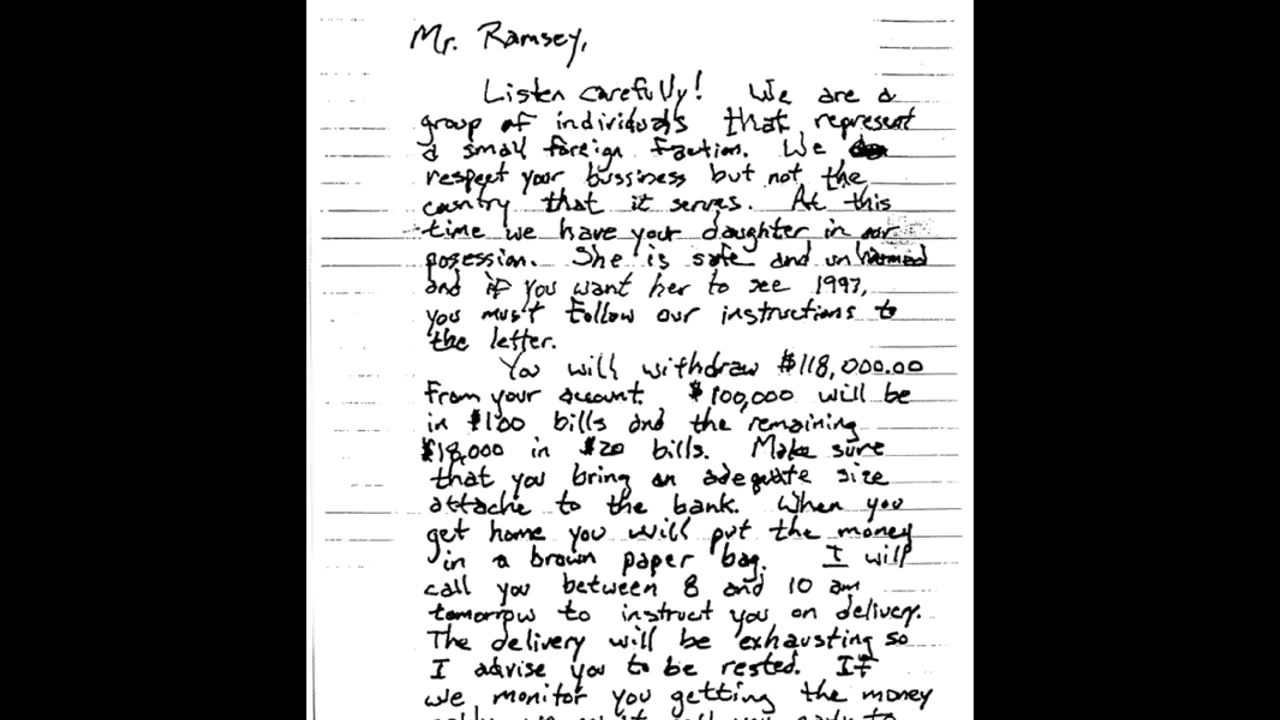 Mr. Ramsey,
Listen carefully! We are a
group of individuals that represent
a small foreign faction. We
respect your bussiness but not the
country that it serves. At this
time we have your daughter in our
posession. She is safe and unharmed
and if you want her to see 1997,
you must follow our instructions to
the letter.
You will withdraw $118,000.00
from your account. $100,000 will be
in $100 bills and the remaining
$18,000 in $20 bills. Make sure
that you bring an adequate size
attache to the bank. When you
get home you will put the money
in a brown paper bag. I will
call you between 8 and 10 am
tomorrow to instruct you on delivery.
The delivery will be exhausting so
I advise you to be rested. If
we monitor you getting the money